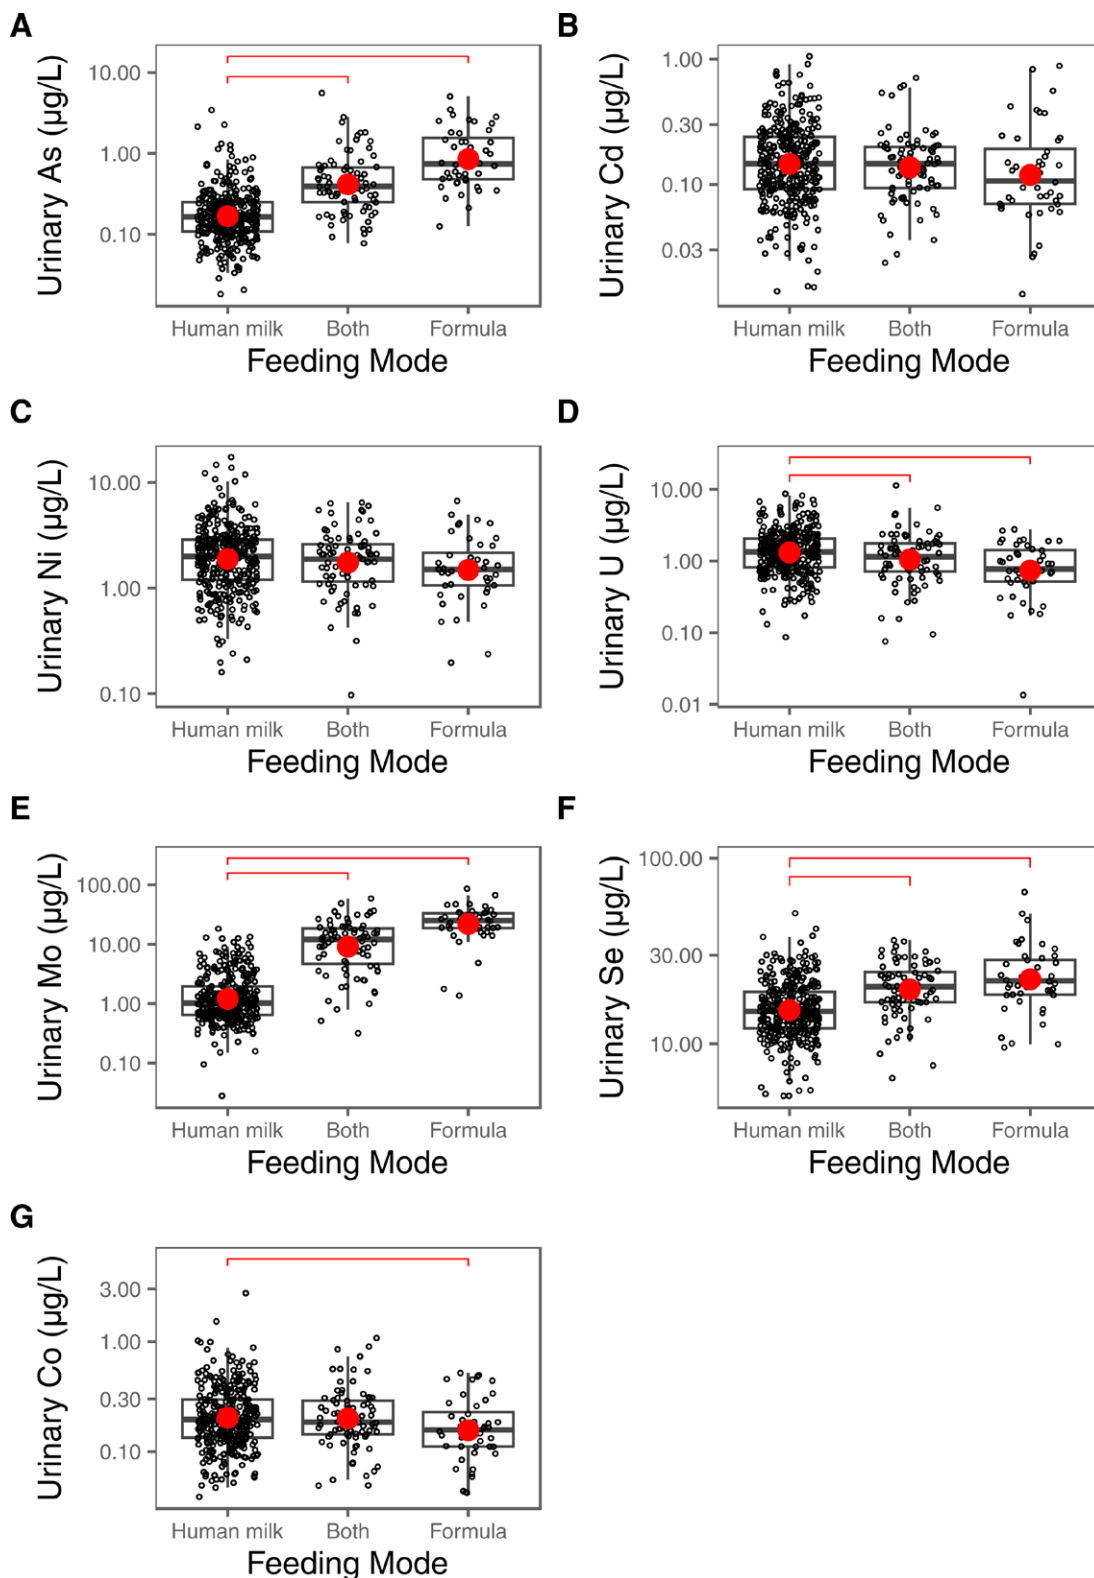 A
Urinary As (µg/L)
10.00
1.00
0.10
Human milk Both Formula
Feeding Mode
B
Urinary Cd (µg/L)
1.00
0.30
0.10
0.03
Human milk Both Formula
Feeding Mode
C
Urinary Ni (µg/L)
10.00
1.00
0.10
Human milk Both Formula
Feeding Mode
D
Urinary U (µg/L)
10.00
1.00
0.10
0.01
Human milk Both Formula
Feeding Mode
E
Urinary Mo (µg/L)
100.00
10.00
1.00
0.10
Human milk Both Formula
Feeding Mode
F
Urinary Se (µg/L)
100.00
30.00
10.00
Human milk Both Formula
Feeding Mode
G
Urinary Co (µg/L)
3.00
1.00
0.30
0.10
Human milk Both Formula
Feeding Mode